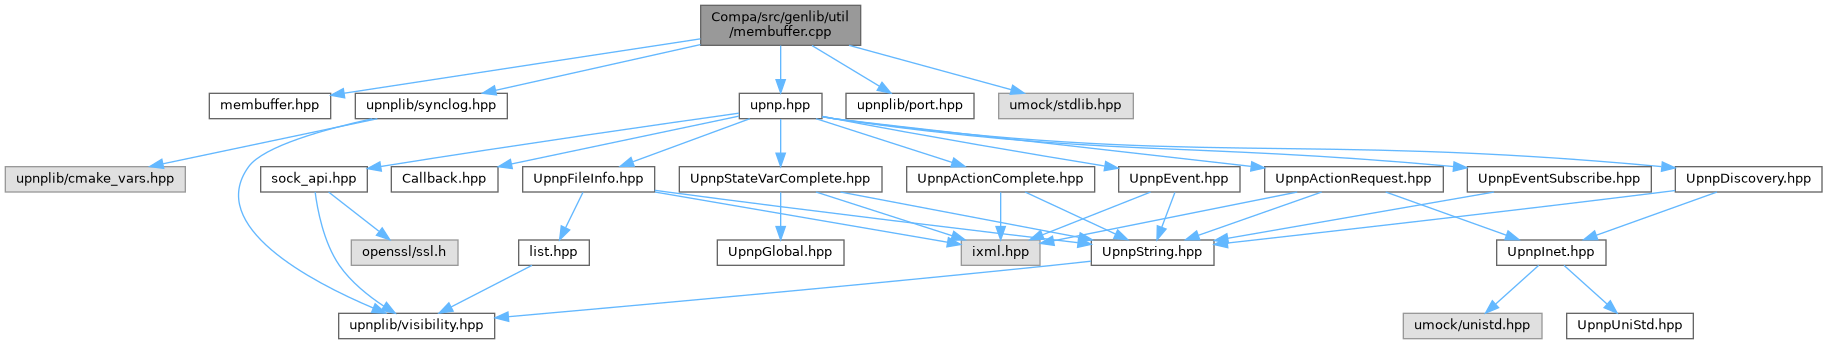 Compa/src/genlib/util
/membuffer.cpp
membuffer.hpp
upnplib/synclog.hpp
upnp.hpp
upnplib/port.hpp
umock/stdlib.hpp
upnplib/cmake_vars.hpp
sock_api.hpp
Callback.hpp
UpnpFileInfo.hpp
UpnpStateVarComplete.hpp
UpnpActionComplete.hpp
UpnpEvent.hpp
UpnpActionRequest.hpp
UpnpEventSubscribe.hpp
UpnpDiscovery.hpp
openssl/ssl.h
list.hpp
UpnpGlobal.hpp
ixml.hpp
UpnpString.hpp
UpnpInet.hpp
upnplib/visibility.hpp
umock/unistd.hpp
UpnpUniStd.hpp